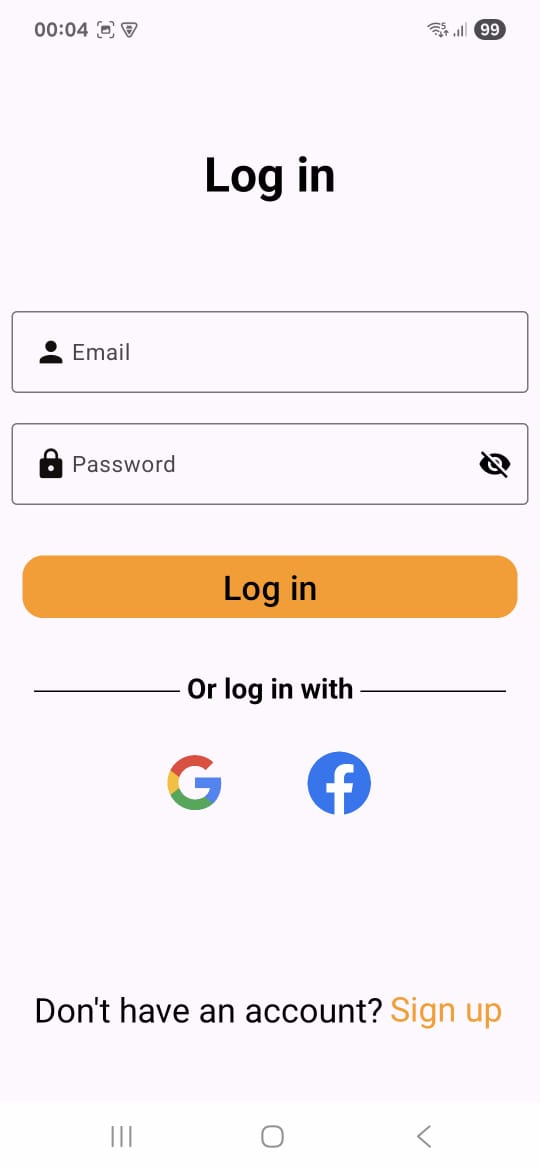 00:04 99
Log in
Email
Password
Log in
Or log in with
Don't have an account? Sign up